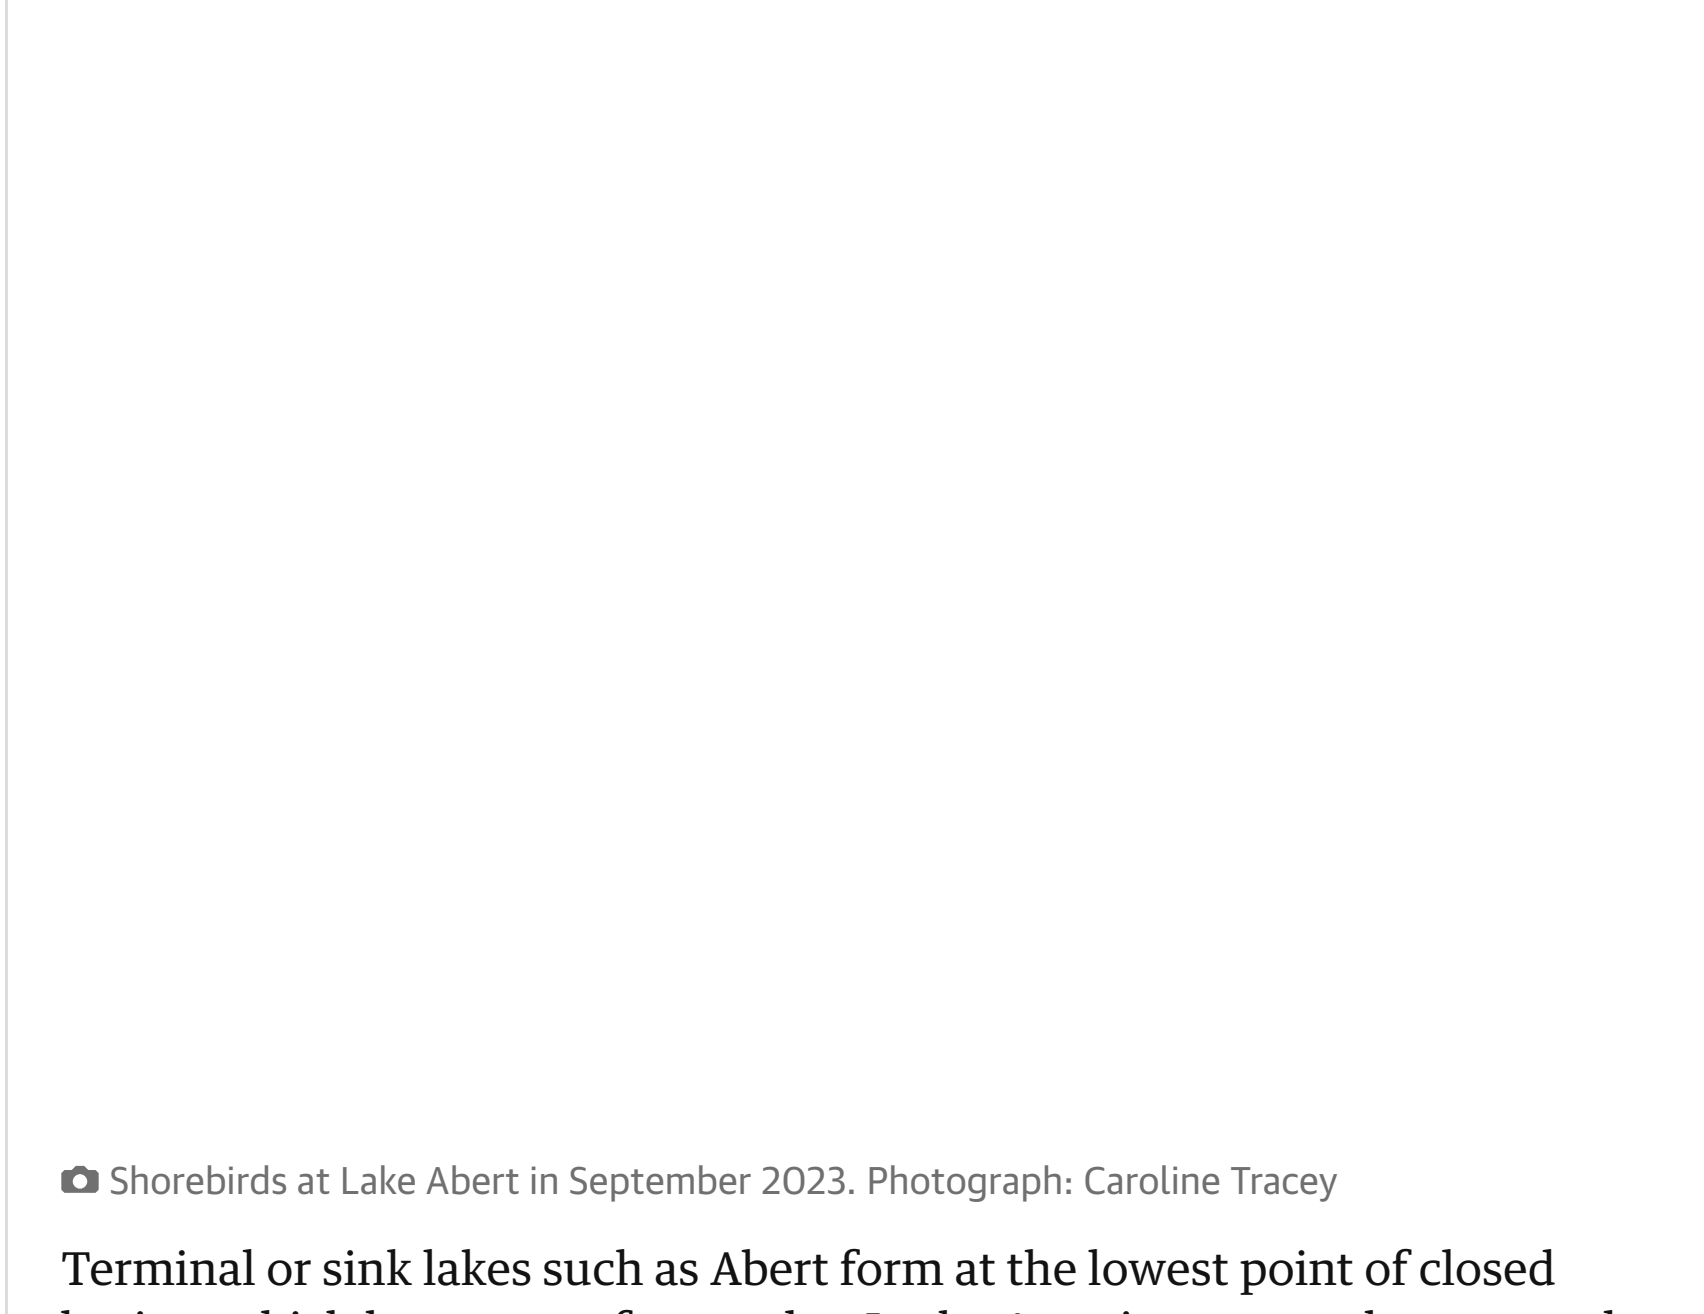 Shorebirds at Lake Abert in September 2023. Photograph: Caroline Tracey
Terminal or sink lakes such as Abert form at the lowest point of closed